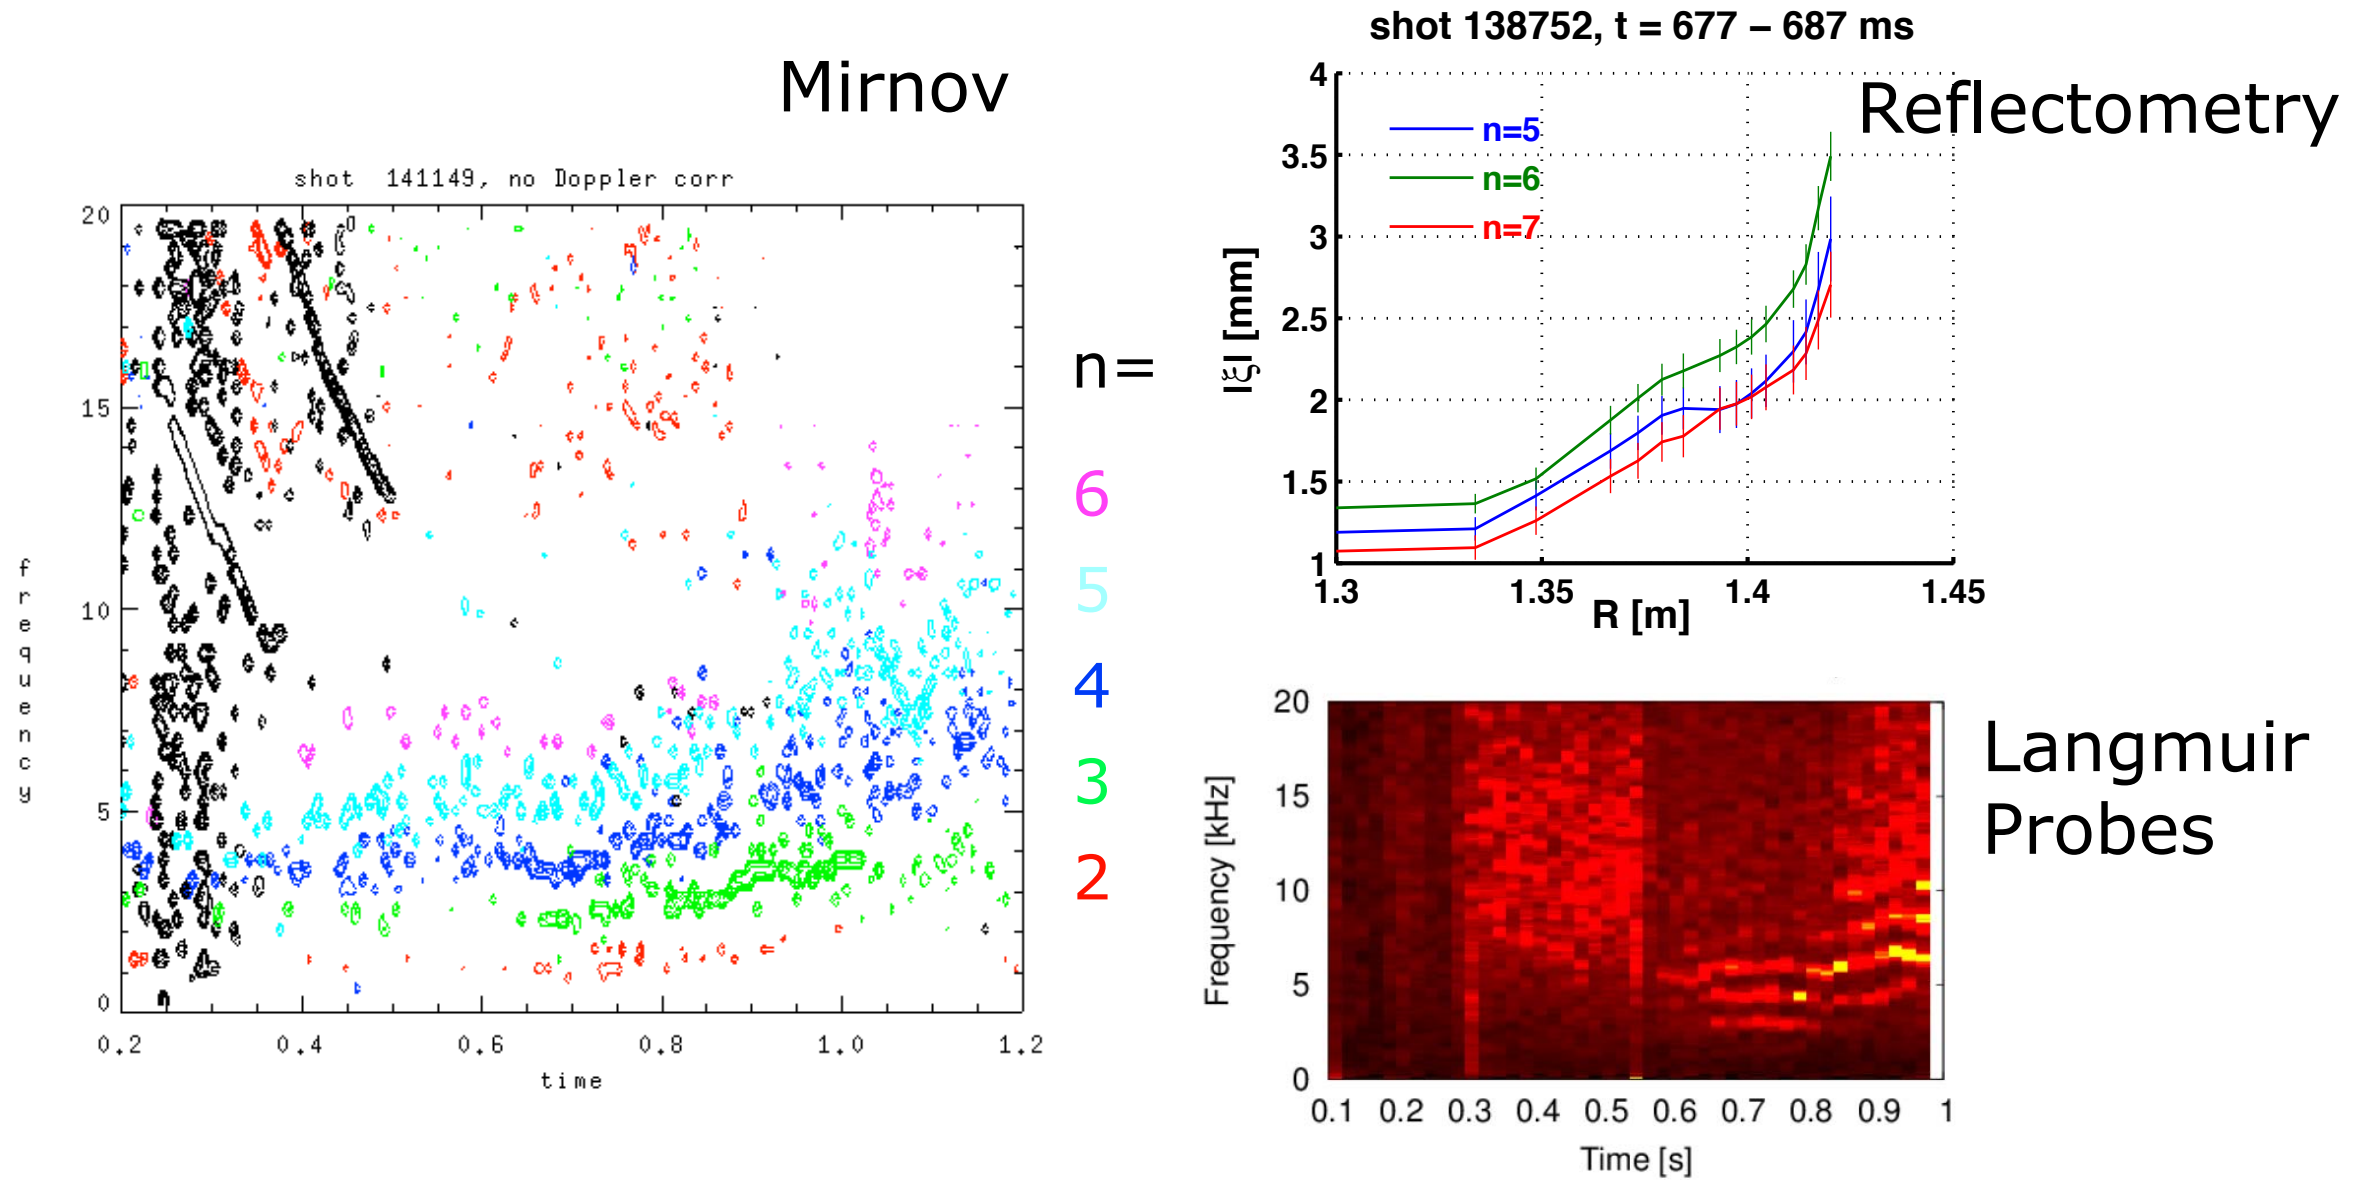 Mirnov
shot 141149, no Doppler corr
20
15
10
5
0
frequency
0.2 0.4 0.6 0.8 1.0 1.2
time
n=
6
5
4
3
2
shot 138752, t = 677 – 687 ms
Reflectometry
4
3.5
3
2.5
2
1.5
1
n=5
n=6
n=7
|ξ| [mm]
1.3 1.35 1.4 1.45
R [m]
Langmuir
Probes
20
15
10
5
0
Frequency [kHz]
0.1 0.2 0.3 0.4 0.5 0.6 0.7 0.8 0.9 1
Time [s]